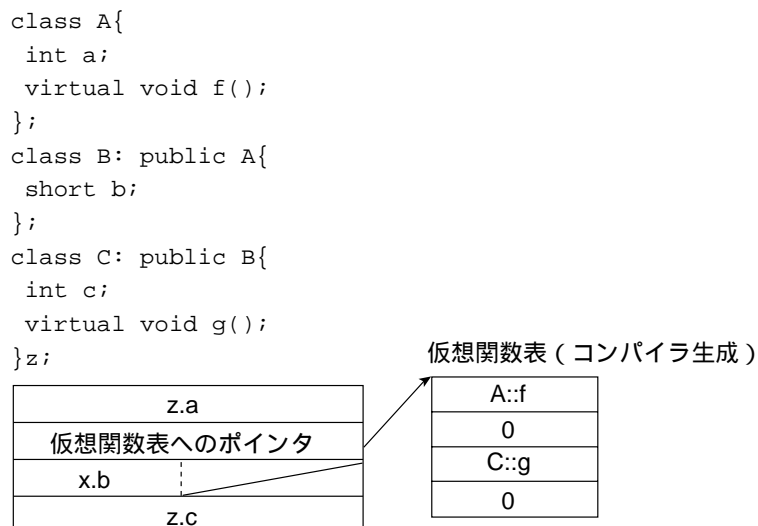 class A{
 int a;
 virtual void f();
};
class B: public A{
 short b;
};
class C: public B{
 int c;
 virtual void g();
}z;
仮想関数表(コンパイラ生成)
z.a
仮想関数表へのポインタ
x.b
z.c
A::f
0
C::g
0